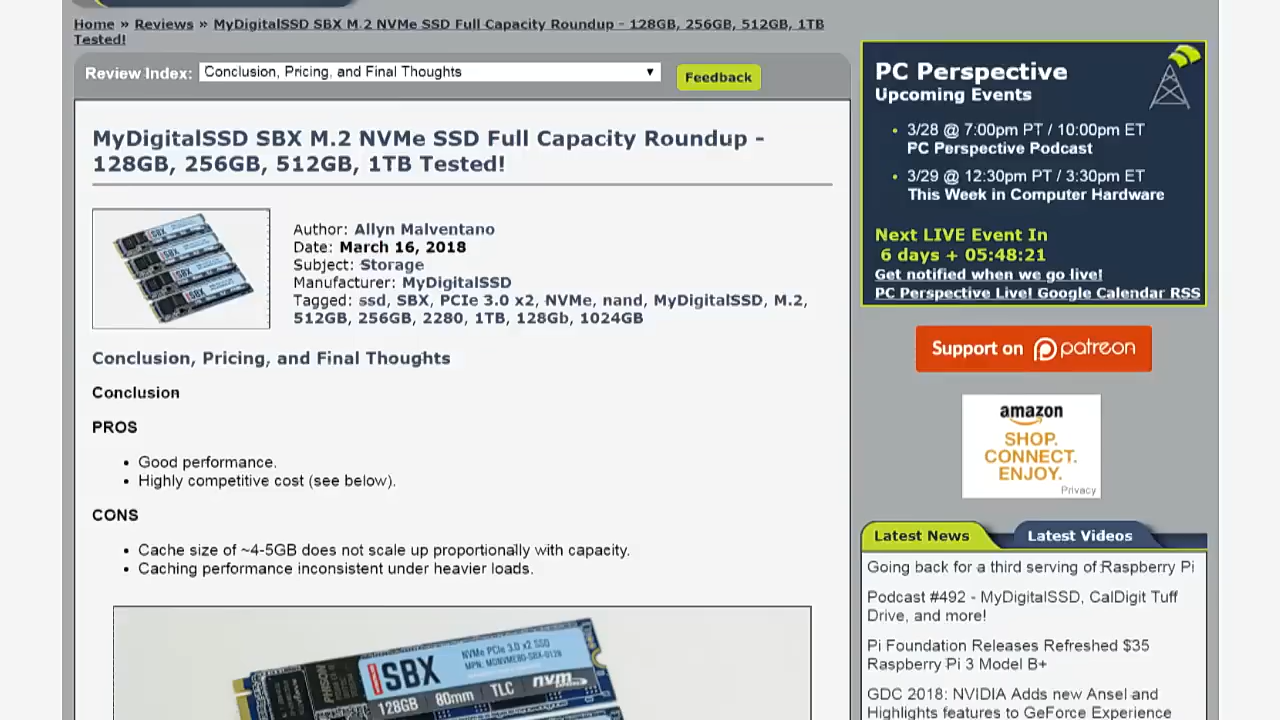 Home » Reviews » MyDigitalSSD SBX M.2 NVMe SSD Full Capacity Roundup - 128GB, 256GB, 512GB, 1TB
Tested!
Review Index: Conclusion, Pricing, and Final Thoughts
Feedback
MyDigitalSSD SBX M.2 NVMe SSD Full Capacity Roundup -
128GB, 256GB, 512GB, 1TB Tested!
SBX
SBX
SBX
SBX
Author: Allyn Malventano
Date: March 16, 2018
Subject: Storage
Manufacturer: MyDigitalSSD
Tagged: ssd, SBX, PCIe 3.0 x2, NVMe, nand, MyDigitalSSD, M.2,
512GB, 256GB, 2280, 1TB, 128Gb, 1024GB
Conclusion, Pricing, and Final Thoughts
Conclusion
PROS
• Good performance.
• Highly competitive cost (see below).
CONS
• Cache size of ~4-5GB does not scale up proportionally with capacity.
• Caching performance inconsistent under heavier loads.
PHISON
SBX
NVMe PCIe 3.0 x2 SSD
MPN: MDNVME80-SBX-0128
128GB 80mm TLC nvm
PC Perspective
Upcoming Events
• 3/28 @ 7:00pm PT / 10:00pm ET
PC Perspective Podcast
• 3/29 @ 12:30pm PT / 3:30pm ET
This Week in Computer Hardware
Next LIVE Event In
6 days + 05:48:21
Get notified when we go live!
PC Perspective Live! Google Calendar RSS
Support on patreon
amazon
SHOP.
CONNECT.
ENJOY.
Privacy
Latest News
Latest Videos
Going back for a third serving of Raspberry Pi
Podcast #492 - MyDigitalSSD, CalDigit Tuff
Drive, and more!
Pi Foundation Releases Refreshed $35
Raspberry Pi 3 Model B+
GDC 2018: NVIDIA Adds new Ansel and
Highlights features to GeForce Experience